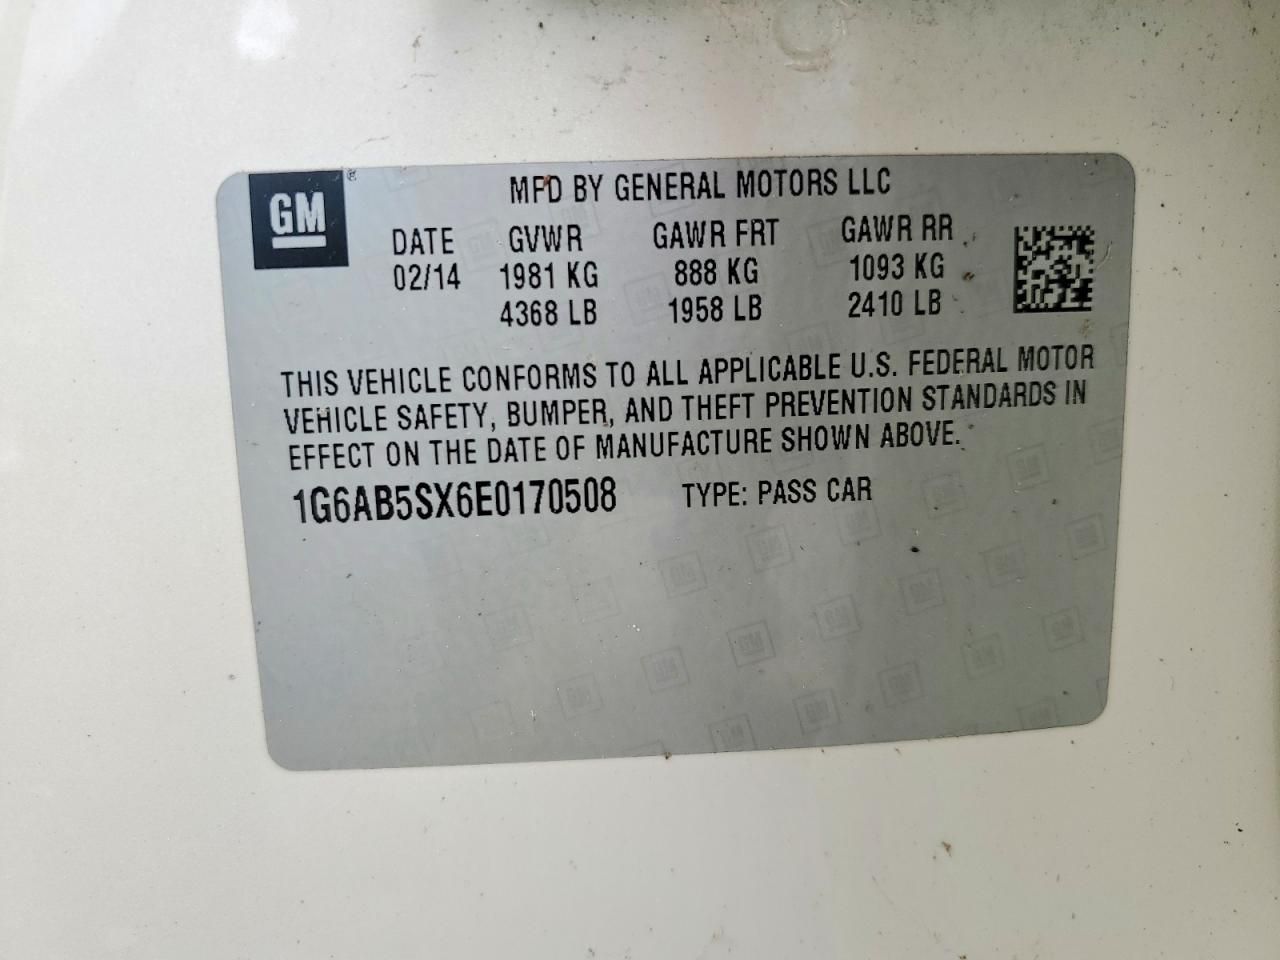 GM ®
MFD BY GENERAL MOTORS LLC
DATE GVWR GAWR FRT GAWR RR
02/14 1981 KG 888 KG 1093 KG
4368 LB 1958 LB 2410 LB
THIS VEHICLE CONFORMS TO ALL APPLICABLE U.S. FEDERAL MOTOR
VEHICLE SAFETY, BUMPER, AND THEFT PREVENTION STANDARDS IN
EFFECT ON THE DATE OF MANUFACTURE SHOWN ABOVE.
1G6AB5SX6E0170508 TYPE: PASS CAR